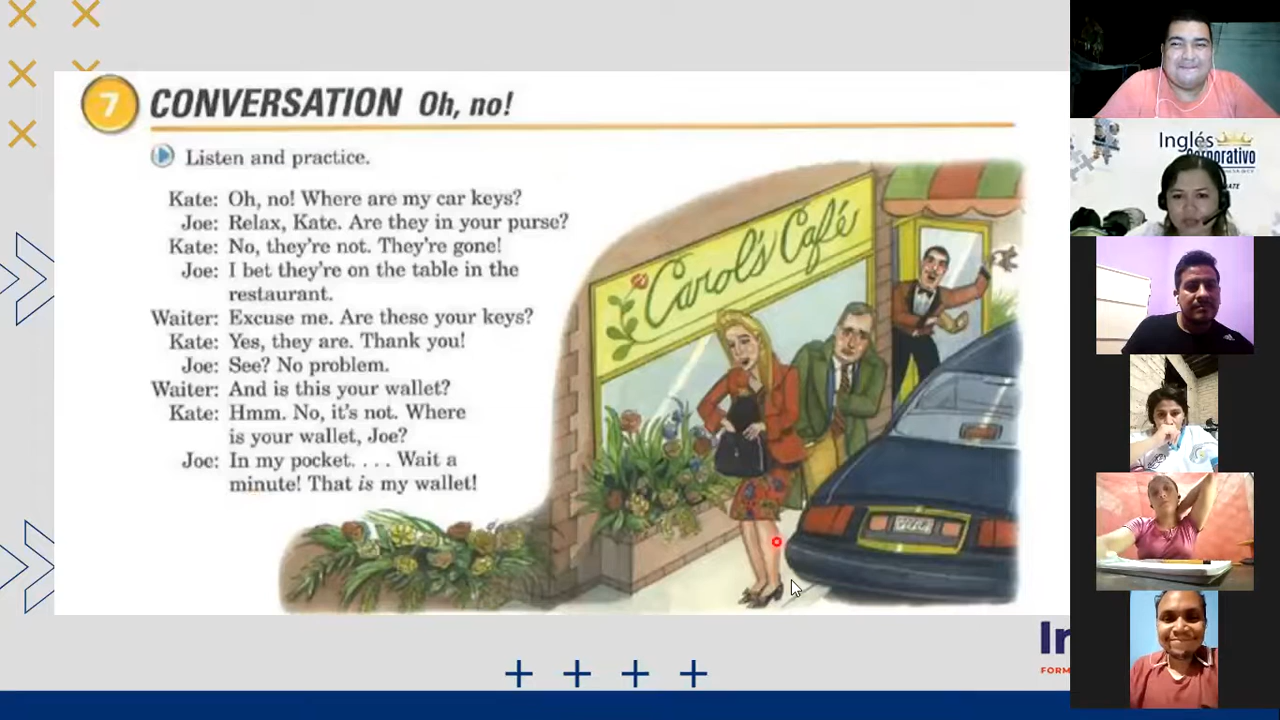 7 CONVERSATION Oh, no!
Listen and practice.
Kate: Oh, no! Where are my car keys?
Joe: Relax, Kate. Are they in your purse?
Kate: No, they're not. They're gone!
Joe: I bet they're on the table in the
restaurant.
Waiter: Excuse me. Are these your keys?
Kate: Yes, they are. Thank you!
Joe: See? No problem.
Waiter: And is this your wallet?
Kate: Hmm. No, it's not. Where
is your wallet, Joe?
Joe: In my pocket. . . . Wait a
minute! That is my wallet!
Carol's Café
Inglés
Corporativo
In
FORM